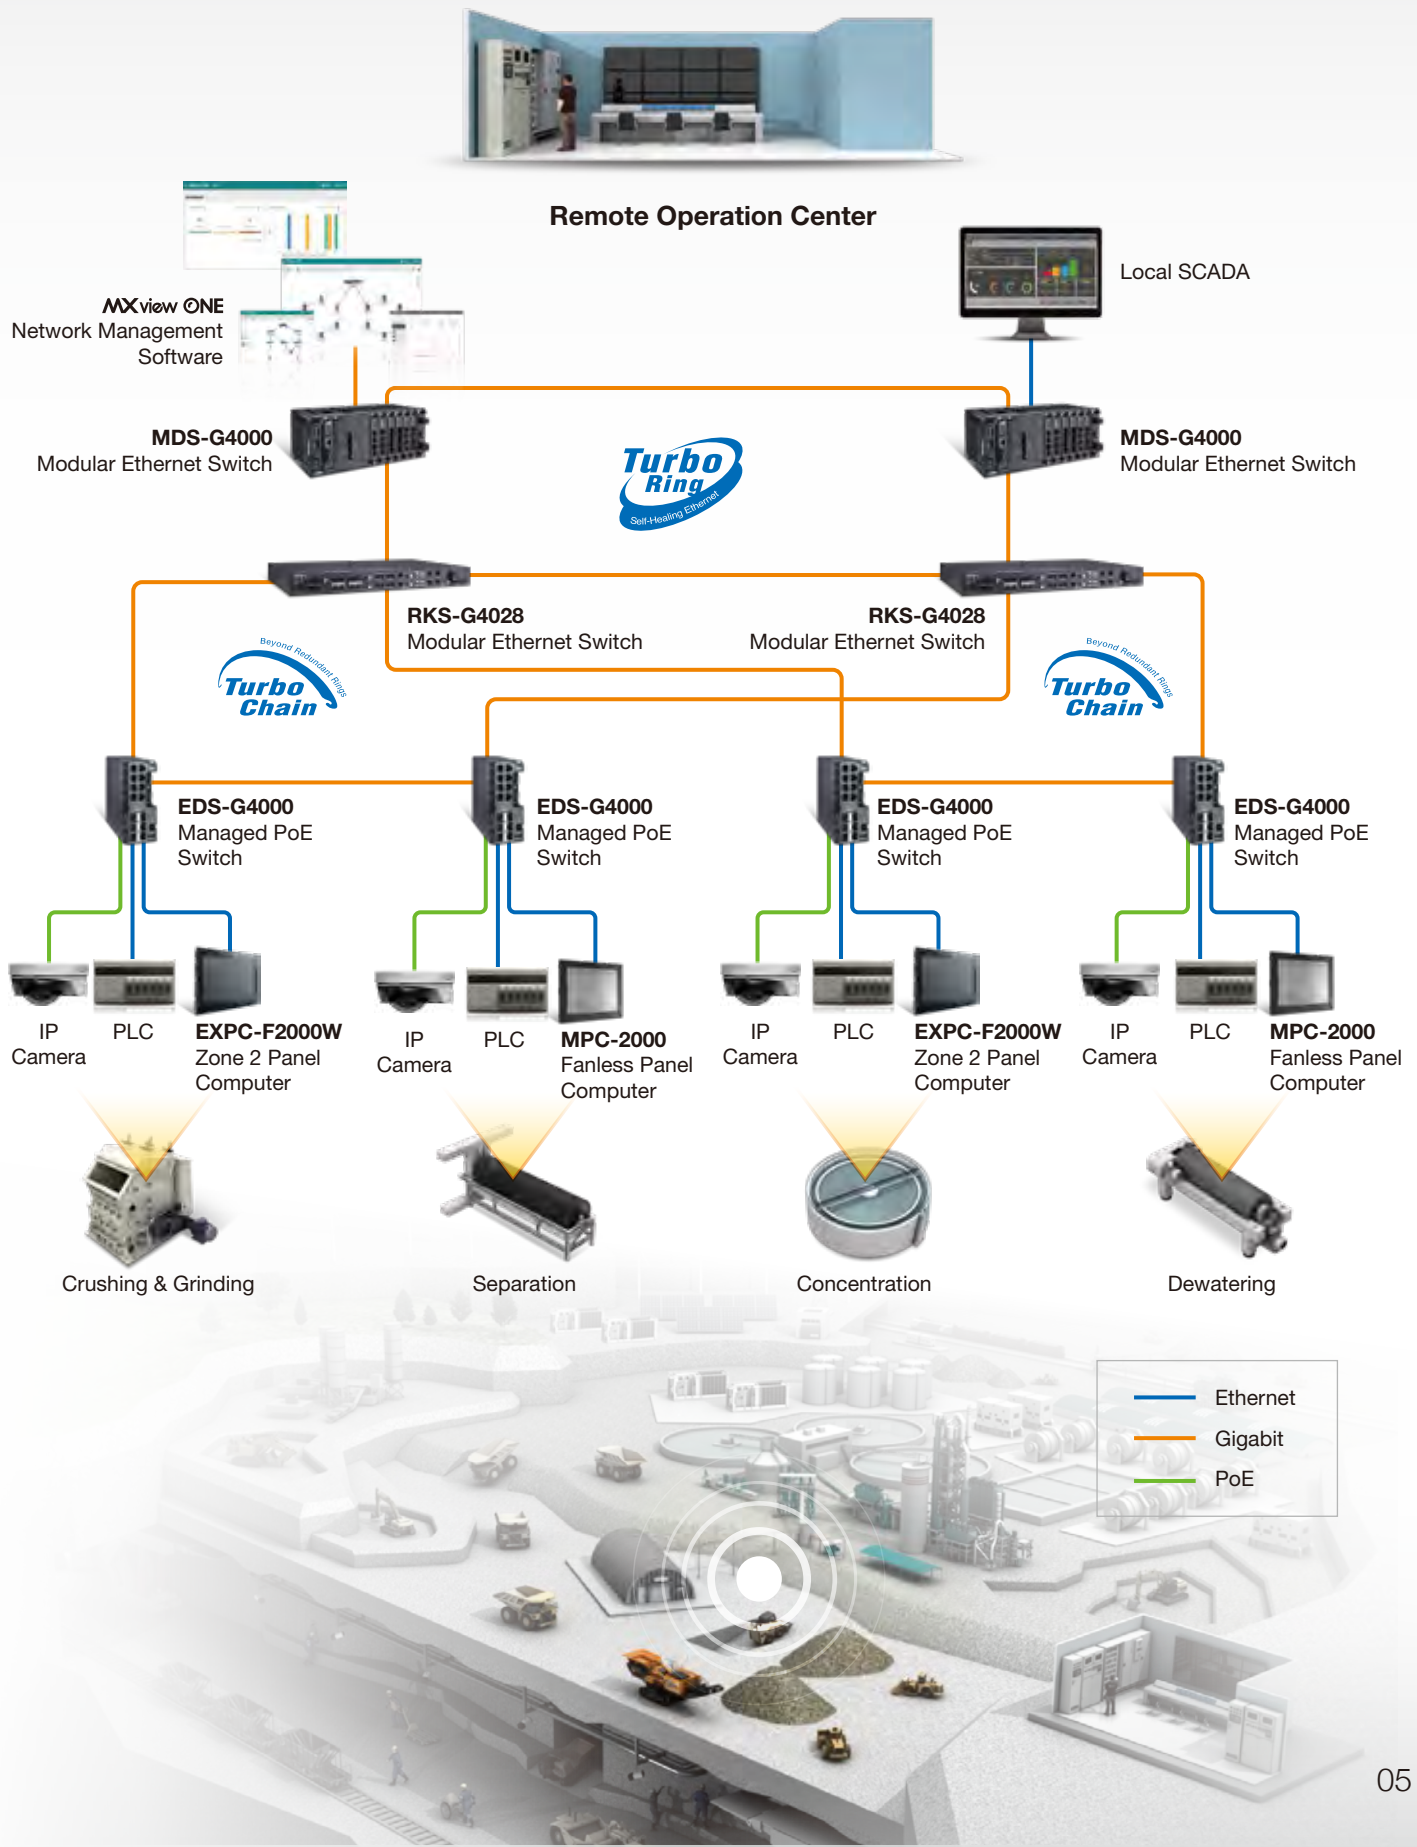 Remote Operation Center
MXview ONE
Network Management
Software
Local SCADA
MDS-G4000
Modular Ethernet Switch
MDS-G4000
Modular Ethernet Switch
Turbo
Ring
Self-Healing Ethernet
RKS-G4028
Modular Ethernet Switch
RKS-G4028
Modular Ethernet Switch
Beyond Redundant Rings
Turbo
Chain
Beyond Redundant Rings
Turbo
Chain
EDS-G4000
Managed PoE
Switch
EDS-G4000
Managed PoE
Switch
EDS-G4000
Managed PoE
Switch
EDS-G4000
Managed PoE
Switch
IP
Camera
PLC
EXPC-F2000W
Zone 2 Panel
Computer
IP
Camera
PLC
MPC-2000
Fanless Panel
Computer
IP
Camera
PLC
EXPC-F2000W
Zone 2 Panel
Computer
IP
Camera
PLC
MPC-2000
Fanless Panel
Computer
Crushing & Grinding
Separation
Concentration
Dewatering
Ethernet
Gigabit
PoE
05